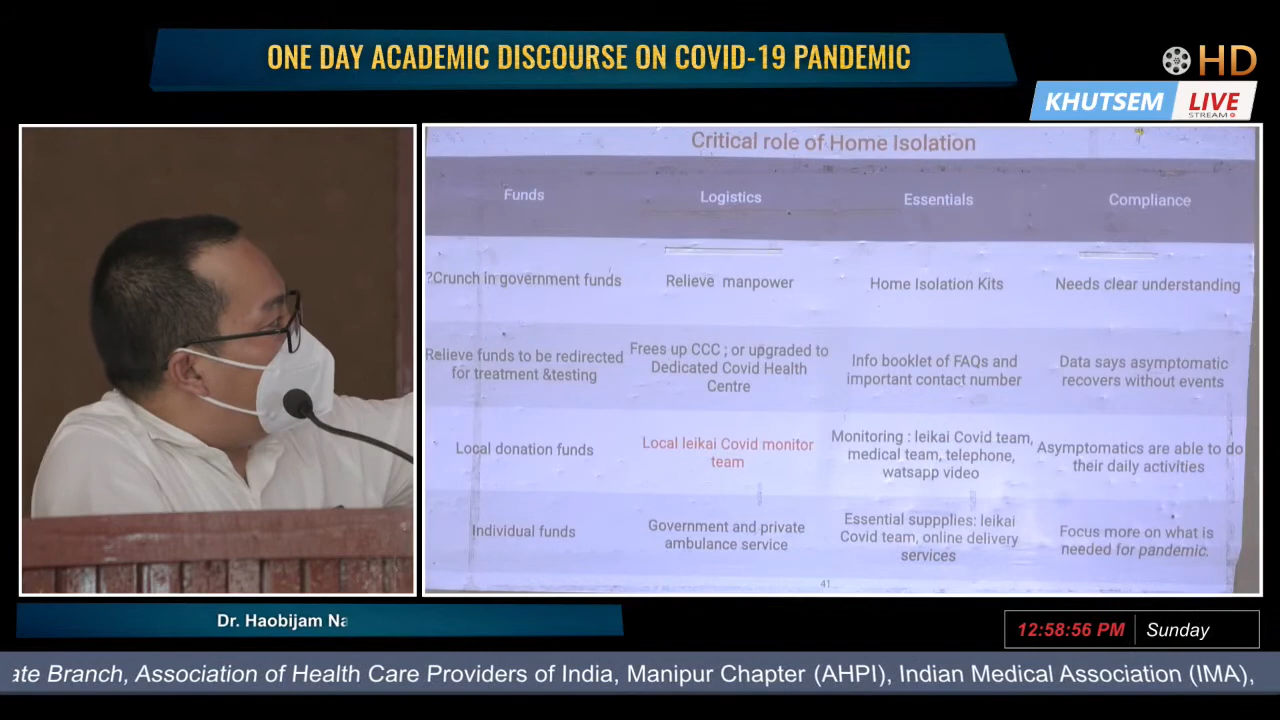 ONE DAY ACADEMIC DISCOURSE ON COVID-19 PANDEMIC
HD
KHUTSEM LIVE
STREAM
Critical role of Home Isolation
Funds Logistics Essentials Compliance
?Crunch in government funds
Relieve manpower
Home Isolation Kits
Needs clear understanding
Relieve funds to be redirected
for treatment &testing
Frees up CCC ; or upgraded to
Dedicated Covid Health
Centre
Info booklet of FAQs and
important contact number
Data says asymptomatic
recovers without events
Local donation funds
Local leikai Covid monitor
team
Monitoring : leikai Covid team,
medical team, telephone,
watsapp video
Asymptomatics are able to do
their daily activities
Individual funds
Government and private
ambulance service
Essential suppplies: leikai
Covid team, online delivery
services
Focus more on what is
needed for pandemic.
41
Dr. Haobijam Na
12:58:56 PM Sunday
ate Branch, Association of Health Care Providers of India, Manipur Chapter (AHPI), Indian Medical Association (IMA),